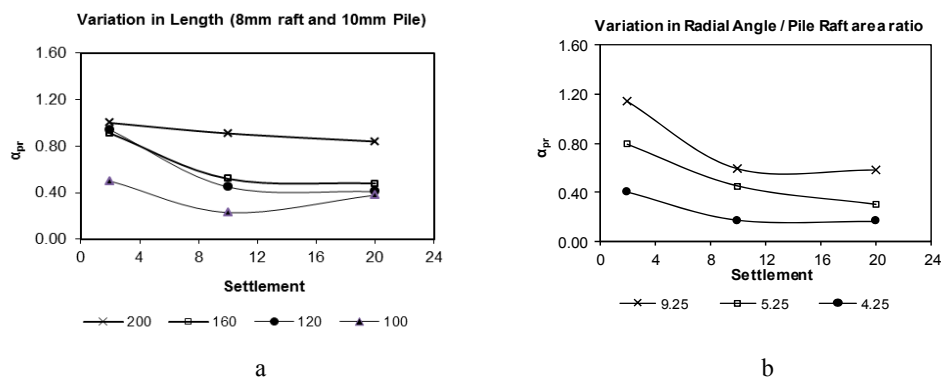 Variation in Length (8mm raft and 10mm Pile)
1.60
1.20
0.80
0.40
0.00
αpr
0 4 8 12 16 20 24
Settlement
200 160 120 100
a
Variation in Radial Angle / Pile Raft area ratio
1.60
1.20
0.80
0.40
0.00
αpr
0 4 8 12 16 20 24
Settlement
9.25 5.25 4.25
b